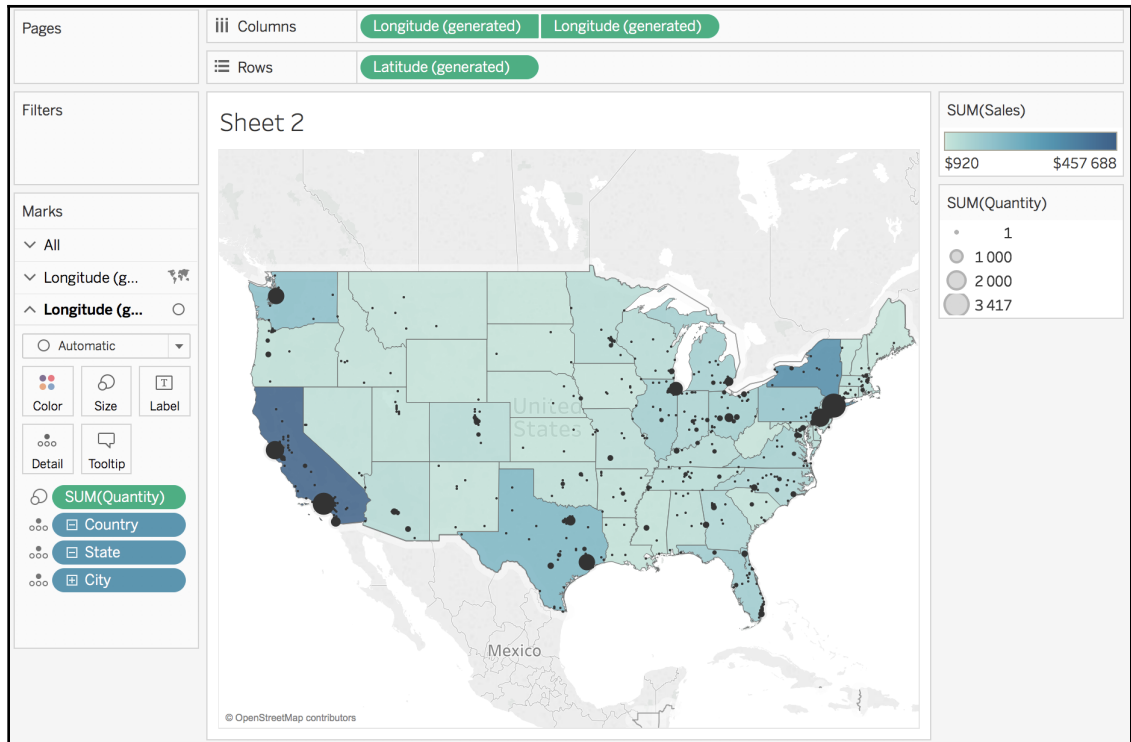 Pages
Columns
Longitude (generated) Longitude (generated)
Rows
Latitude (generated)
Filters
Marks
All
Longitude (g...
Longitude (g...
Automatic
Color Size Label
T
Detail Tooltip
SUM(Quantity)
Country
State
City
Sheet 2
United
States
Mexico
© OpenStreetMap contributors
SUM(Sales)
$920 $457 688
SUM(Quantity)
1
1 000
2 000
3 417